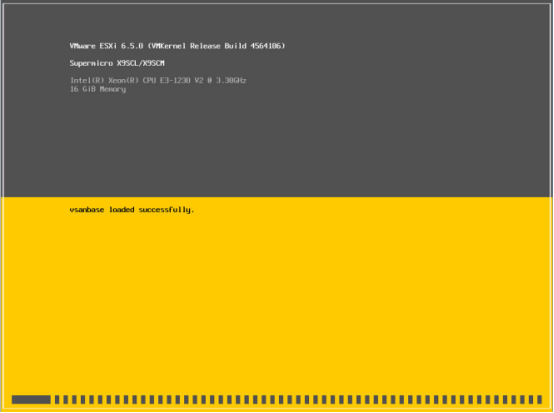 VMware ESXi 6.5.0 (VMKernel Release Build 4564106)
Supermicro X9SCL/X9SCM
Intel(R) Xeon(R) CPU E3-1230 V2 @ 3.30GHz
16 GiB Memory
vsanbase loaded successfully.